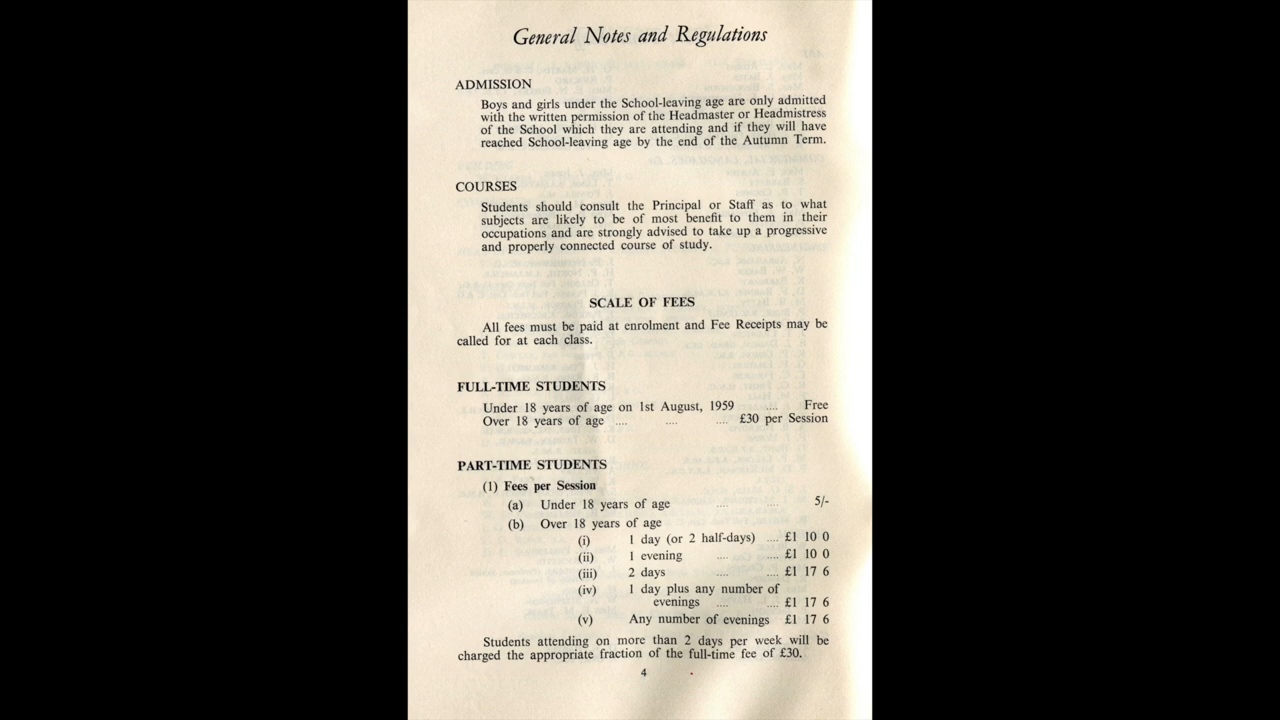 General Notes and Regulations
ADMISSION
Boys and girls under the School-leaving age are only admitted
with the written permission of the Headmaster or Headmistress
of the School which they are attending and if they will have
reached School-leaving age by the end of the Autumn Term.
COURSES
Students should consult the Principal or Staff as to what
subjects are likely to be of most benefit to them in their
occupations and are strongly advised to take up a progressive
and properly connected course of study.
SCALE OF FEES
All fees must be paid at enrolment and Fee Receipts may be
called for at each class.
FULL-TIME STUDENTS
Under 18 years of age on 1st August, 1959 .... Free
Over 18 years of age .... .... .... £30 per Session
PART-TIME STUDENTS
(1) Fees per Session
(a) Under 18 years of age .... .... 5/-
(b) Over 18 years of age
(i) 1 day (or 2 half-days) .... £1 10 0
(ii) 1 evening .... .... £1 10 0
(iii) 2 days .... .... £1 17 6
(iv) 1 day plus any number of
evenings .... .... £1 17 6
(v) Any number of evenings £1 17 6
Students attending on more than 2 days per week will be
charged the appropriate fraction of the full-time fee of £30.
4